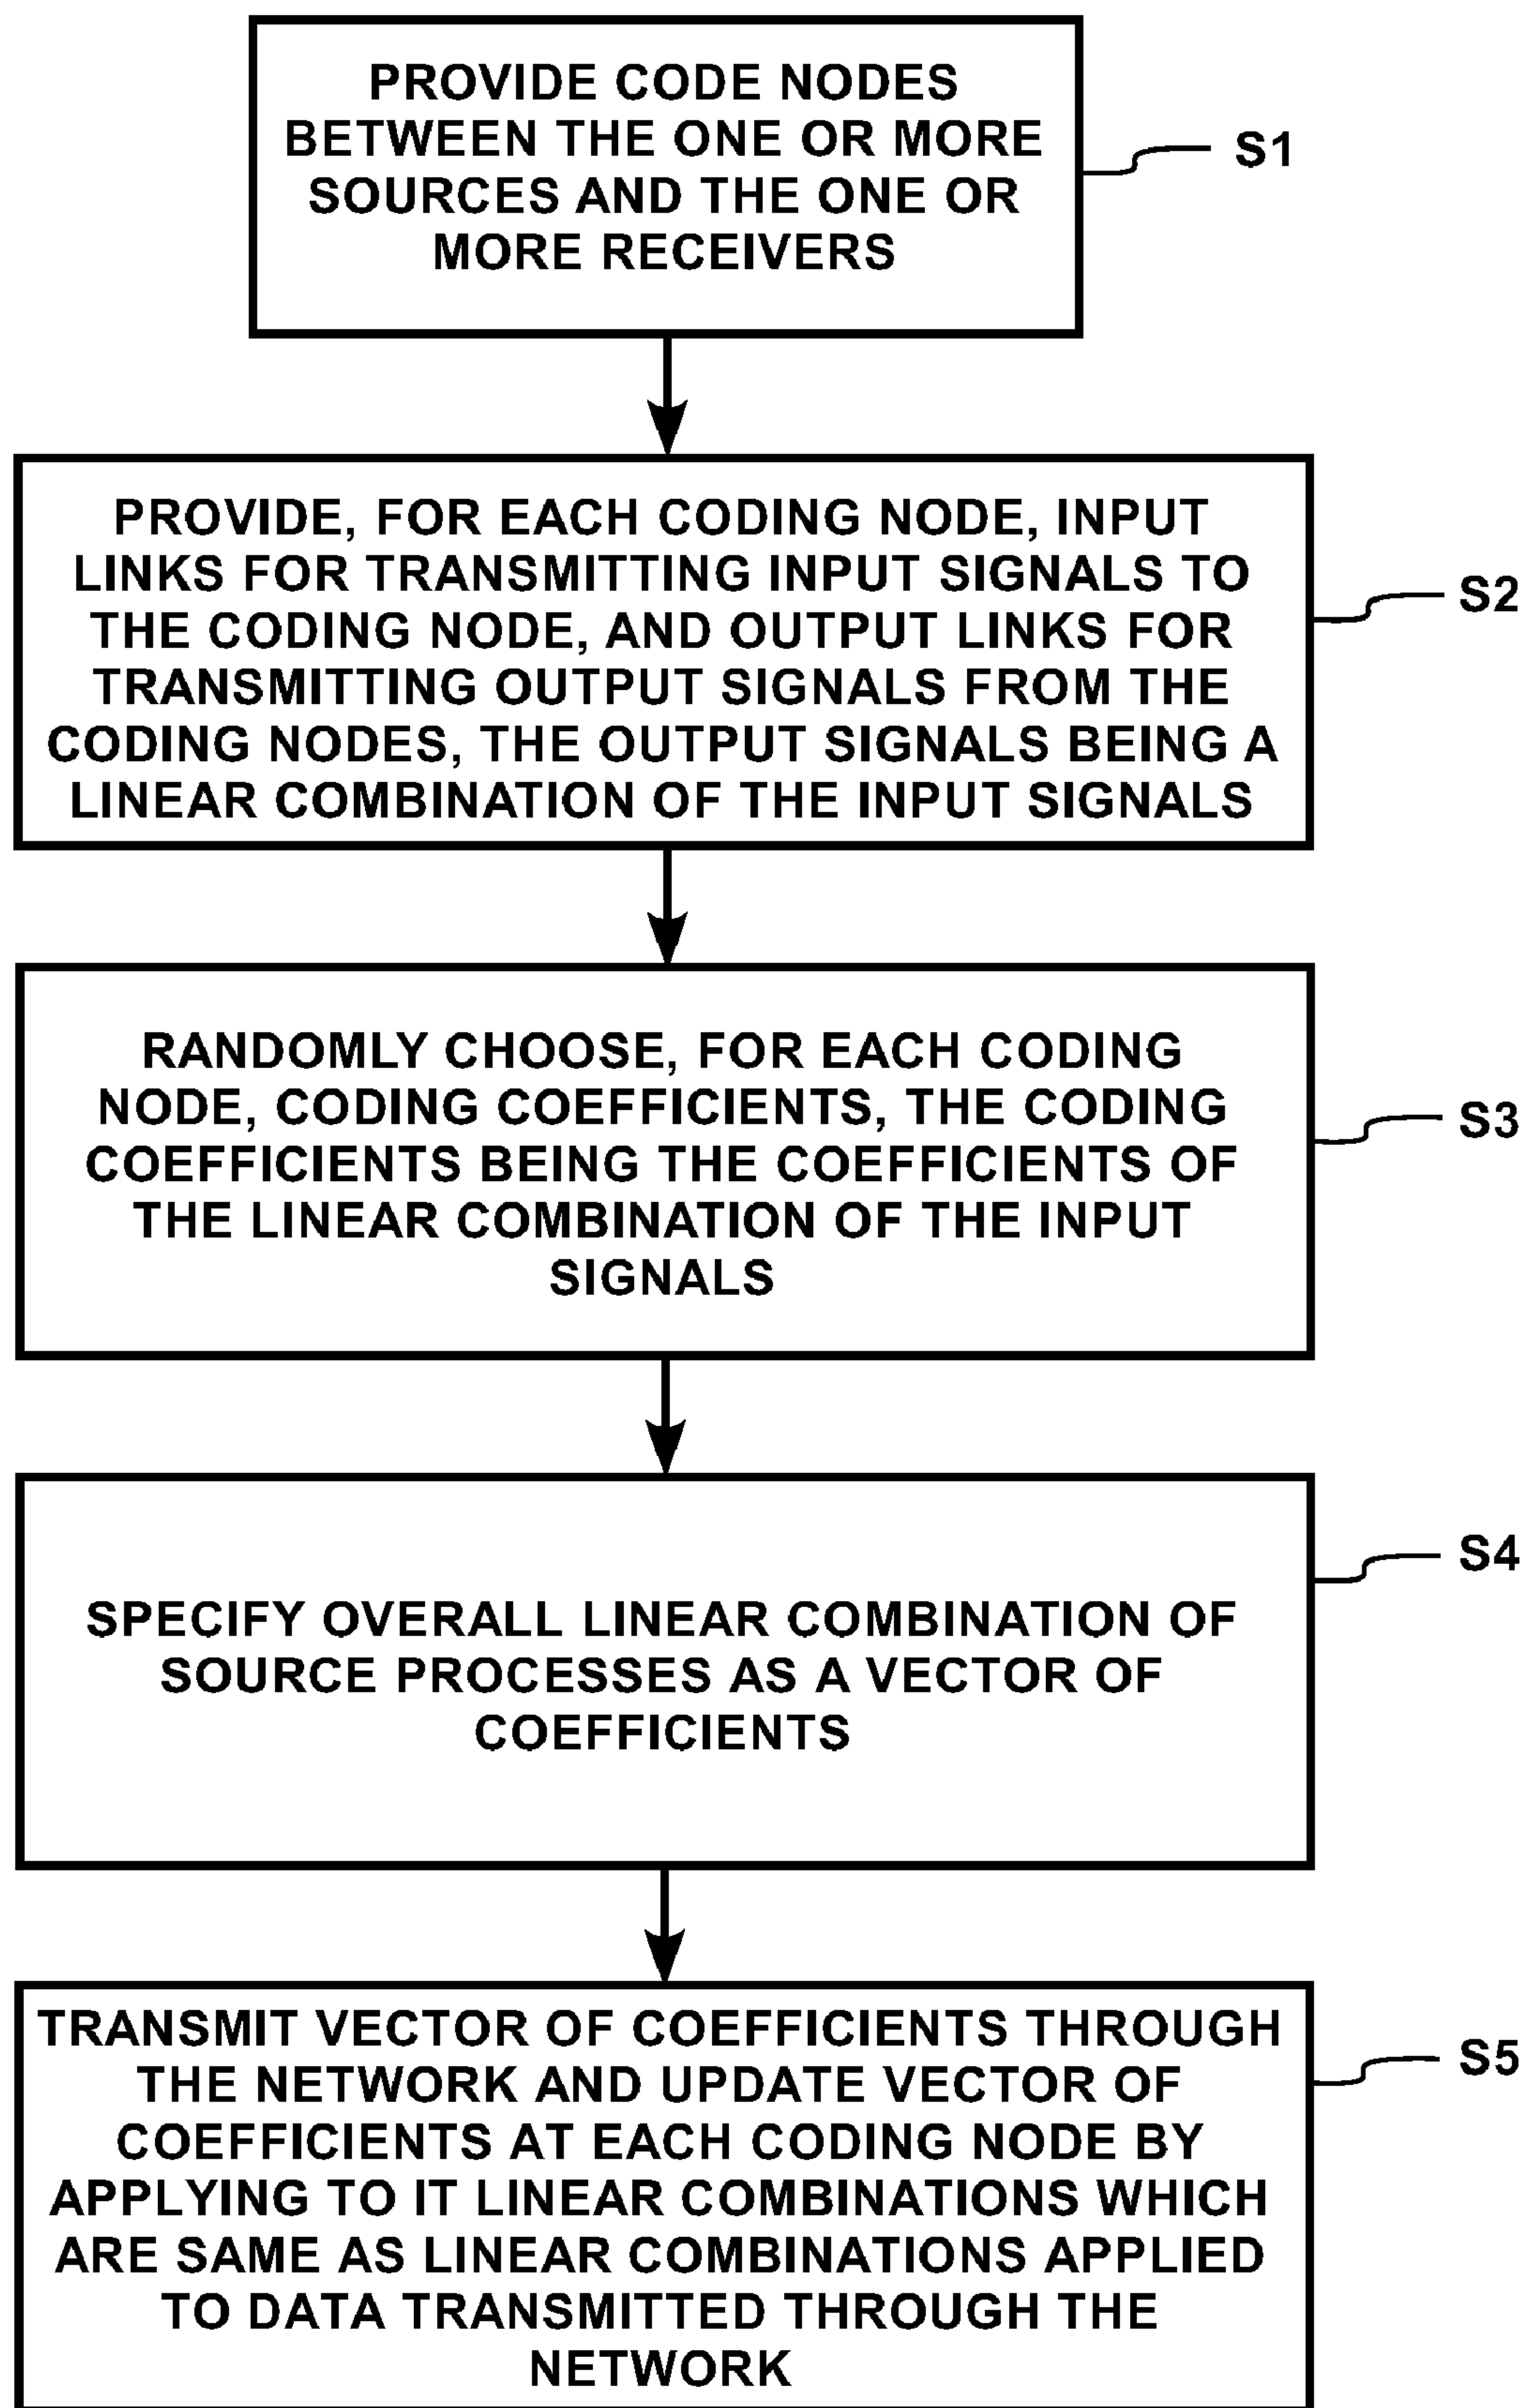 PROVIDE CODE NODES
BETWEEN THE ONE OR MORE
SOURCES AND THE ONE OR
MORE RECEIVERS
S1
PROVIDE, FOR EACH CODING NODE, INPUT
LINKS FOR TRANSMITTING INPUT SIGNALS TO
THE CODING NODE, AND OUTPUT LINKS FOR
TRANSMITTING OUTPUT SIGNALS FROM THE
CODING NODES, THE OUTPUT SIGNALS BEING A
LINEAR COMBINATION OF THE INPUT SIGNALS
S2
RANDOMLY CHOOSE, FOR EACH CODING
NODE, CODING COEFFICIENTS, THE CODING
COEFFICIENTS BEING THE COEFFICIENTS OF
THE LINEAR COMBINATION OF THE INPUT
SIGNALS
S3
SPECIFY OVERALL LINEAR COMBINATION OF
SOURCE PROCESSES AS A VECTOR OF
COEFFICIENTS
S4
TRANSMIT VECTOR OF COEFFICIENTS THROUGH
THE NETWORK AND UPDATE VECTOR OF
COEFFICIENTS AT EACH CODING NODE BY
APPLYING TO IT LINEAR COMBINATIONS WHICH
ARE SAME AS LINEAR COMBINATIONS APPLIED
TO DATA TRANSMITTED THROUGH THE
NETWORK
S5